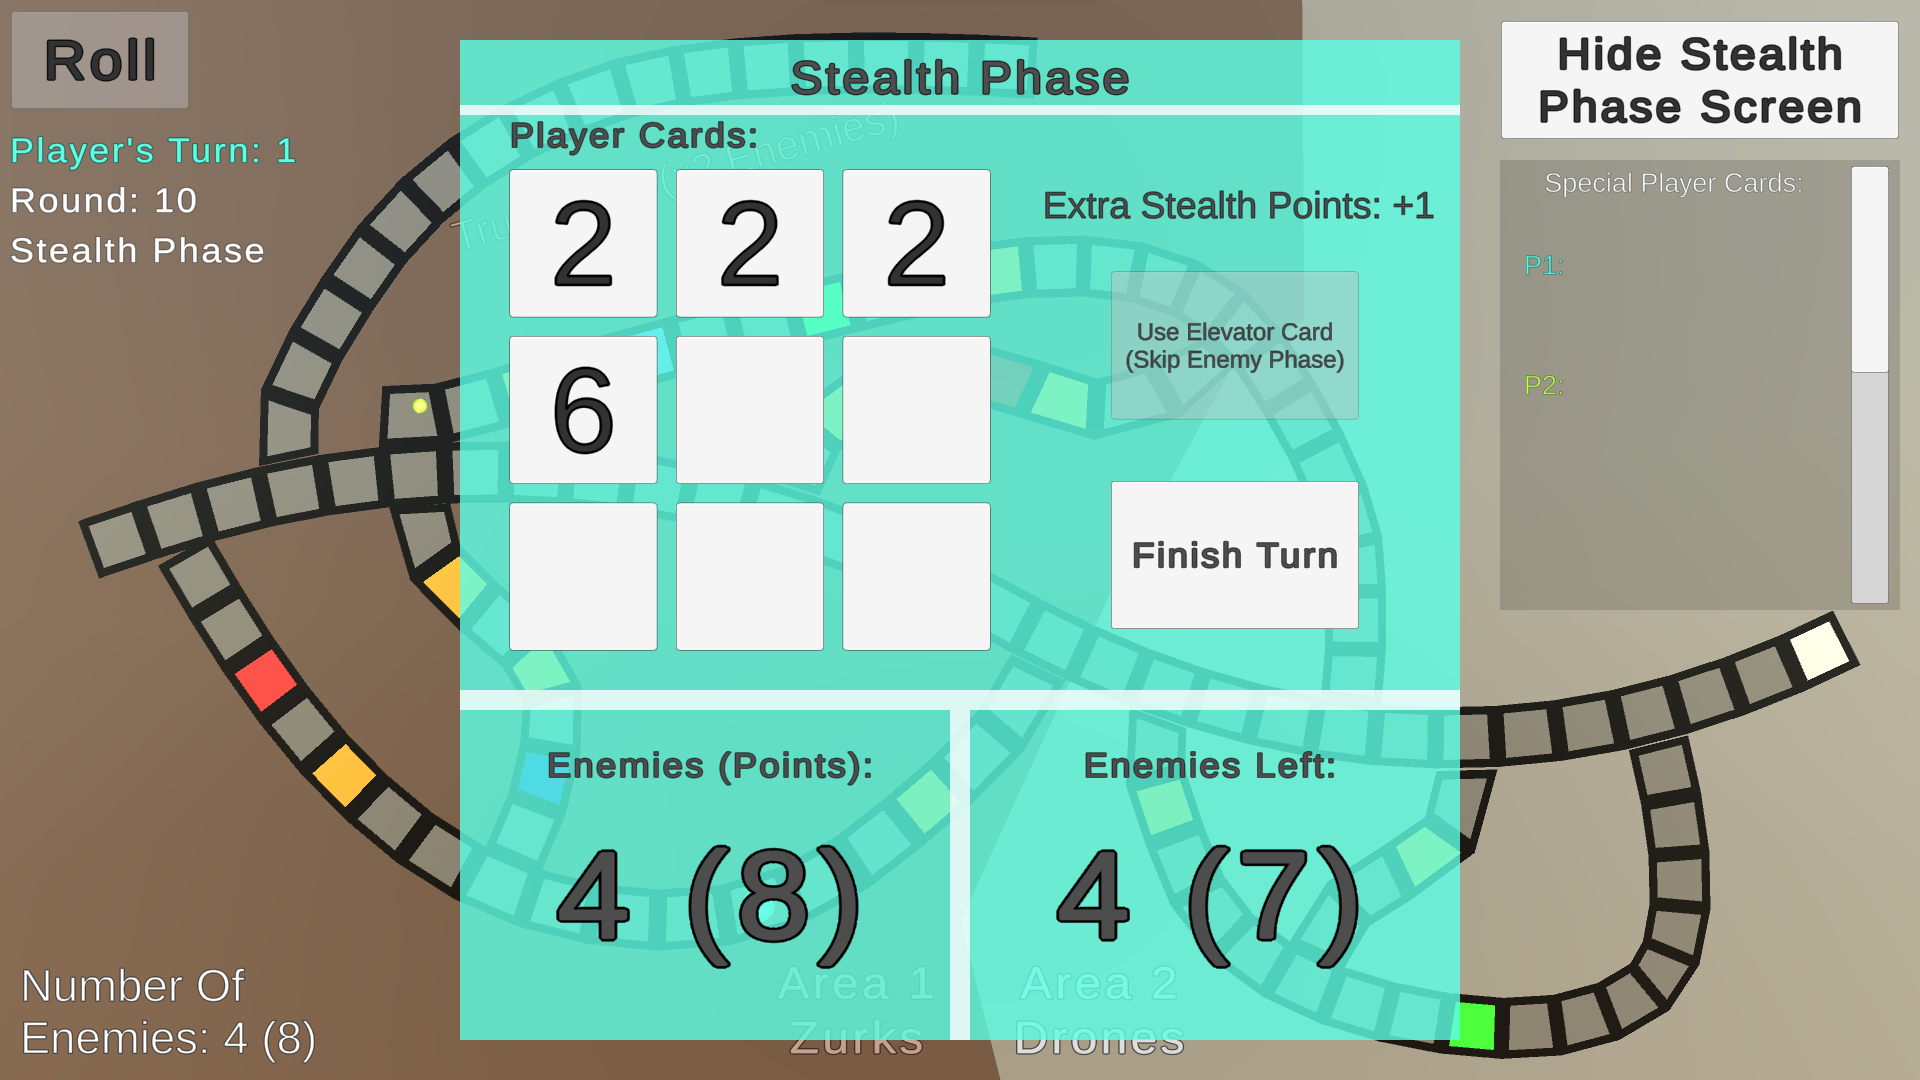 Roll
Player's Turn: 1
Round: 10
Stealth Phase
Stealth Phase
Player Cards:
(x2 Enemies)
2 2 2
6
Extra Stealth Points: +1
Use Elevator Card
(Skip Enemy Phase)
Finish Turn
Hide Stealth
Phase Screen
Special Player Cards:
P1:
P2:
Enemies (Points):
4 (8)
Enemies Left:
4 (7)
Number Of
Enemies: 4 (8)
Area 1
Zurks
Area 2
Drones